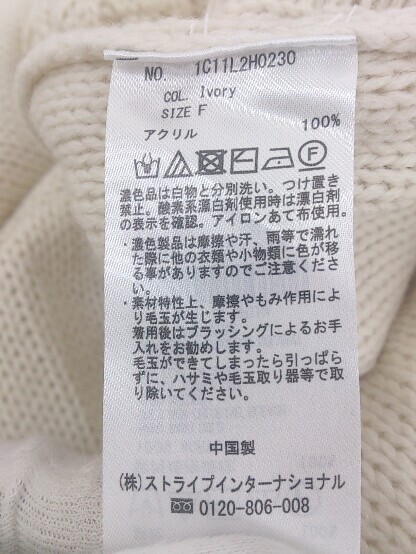 NO. 1C11L2H0230
COL. Ivory
SIZE F
アクリル 100%
濃色品は白物と分別洗い。つけ置き
禁止。酸素系漂白剤使用時は漂白剤
の表示を確認。アイロンあて布使用。
・濃色製品は摩擦や汗、雨等で濡れ
た際に他の衣類や小物類に色が移
る事がありますのでご注意くださ
い。
・素材特性上、摩擦やもみ作用によ
り毛玉が生じます。
着用後はブラッシングによるお手
入れをお勧めします。
毛玉ができてしまったら引っぱら
ずに、ハサミや毛玉取り器等で取
り除いてください。
中国製
(株)ストライプインターナショナル
0120-806-008